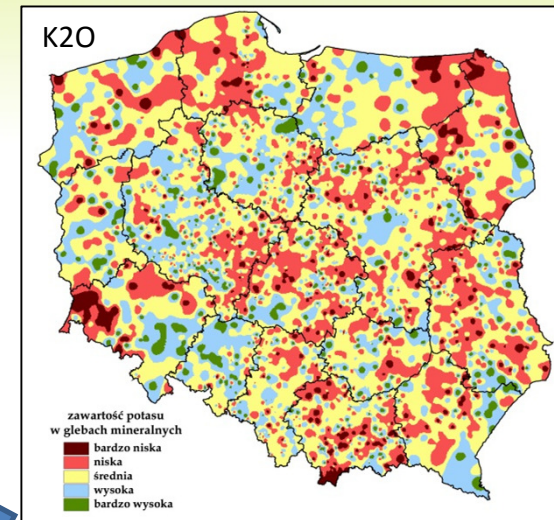 K2O
zawartość potasu
w glebach mineralnych
bardzo niska
niska
średnia
wysoka
bardzo wysoka